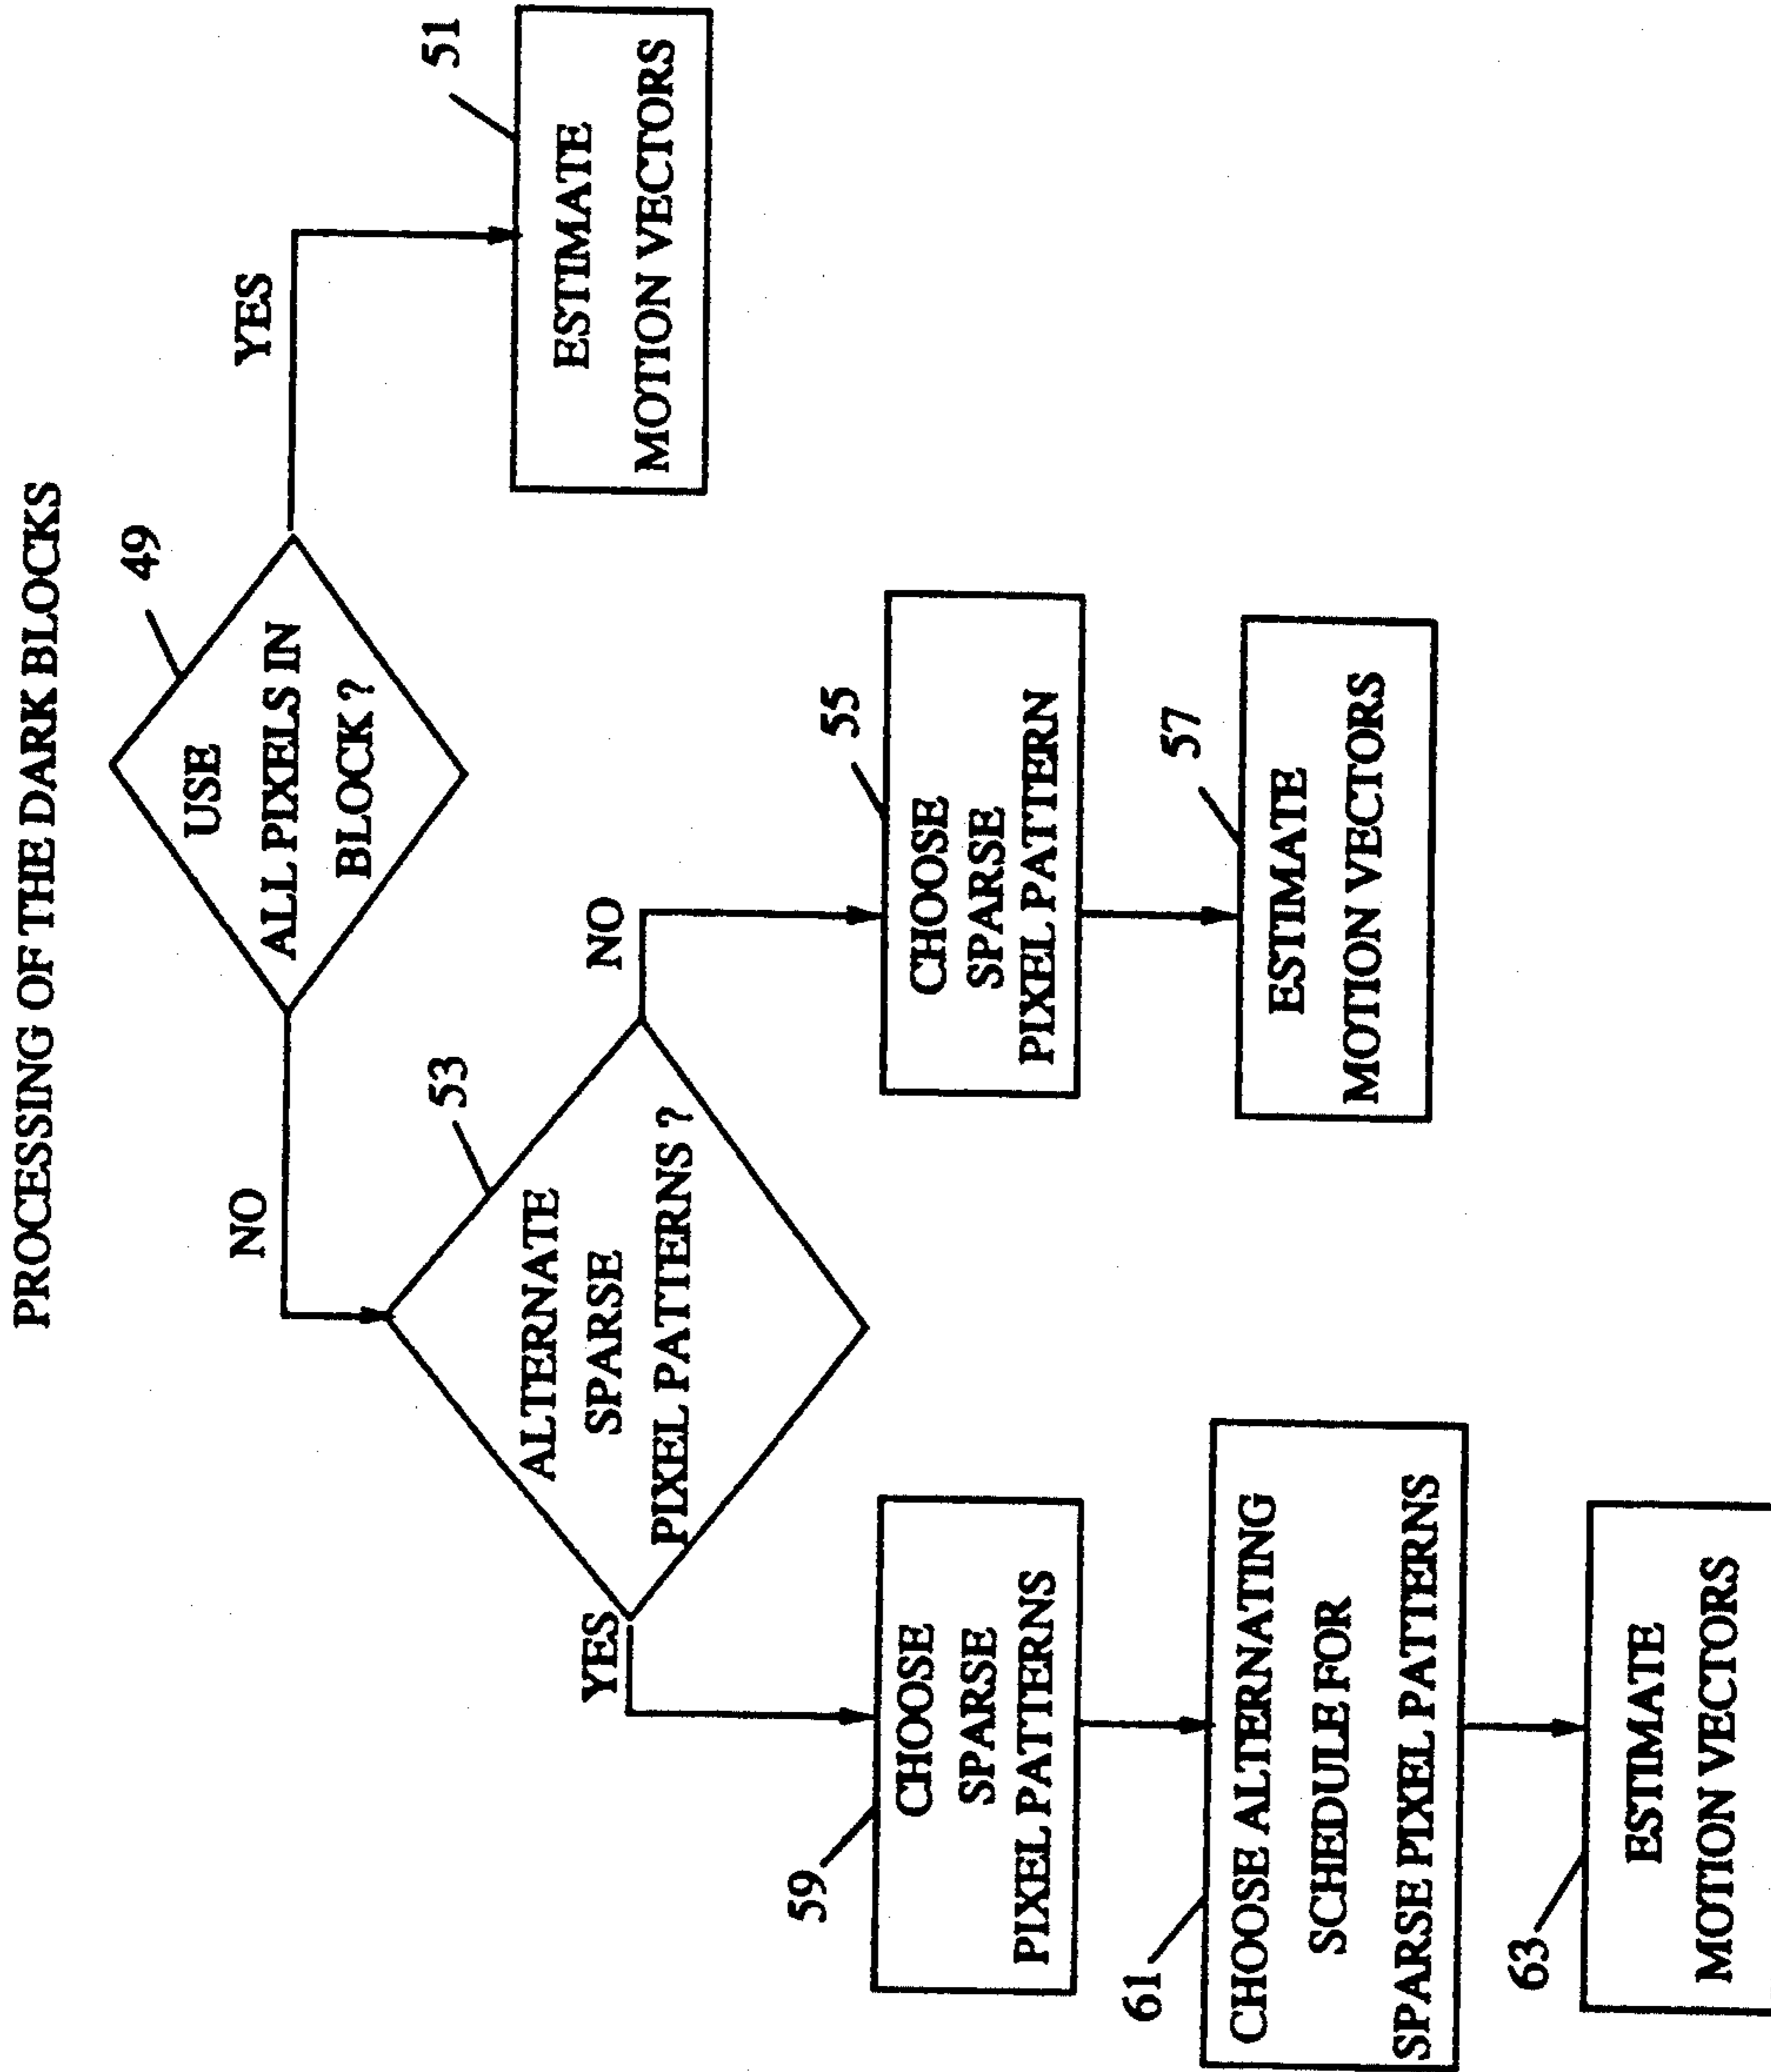 PROCESSING OF THE DARK BLOCKS
49
USE
ALL PIXELS IN
BLOCK ?
NO
YES
51
ESTIMATE
MOTION VECTORS
53
ALTERNATE
SPARSE
PIXEL PATTERNS ?
YES
NO
55
CHOOSE
SPARSE
PIXEL PATTERN
57
ESTIMATE
MOTION VECTORS
59
CHOOSE
SPARSE
PIXEL PATTERNS
61
CHOOSE ALTERNATING
SCHEDULE FOR
SPARSE PIXEL PATTERNS
63
ESTIMATE
MOTION VECTORS